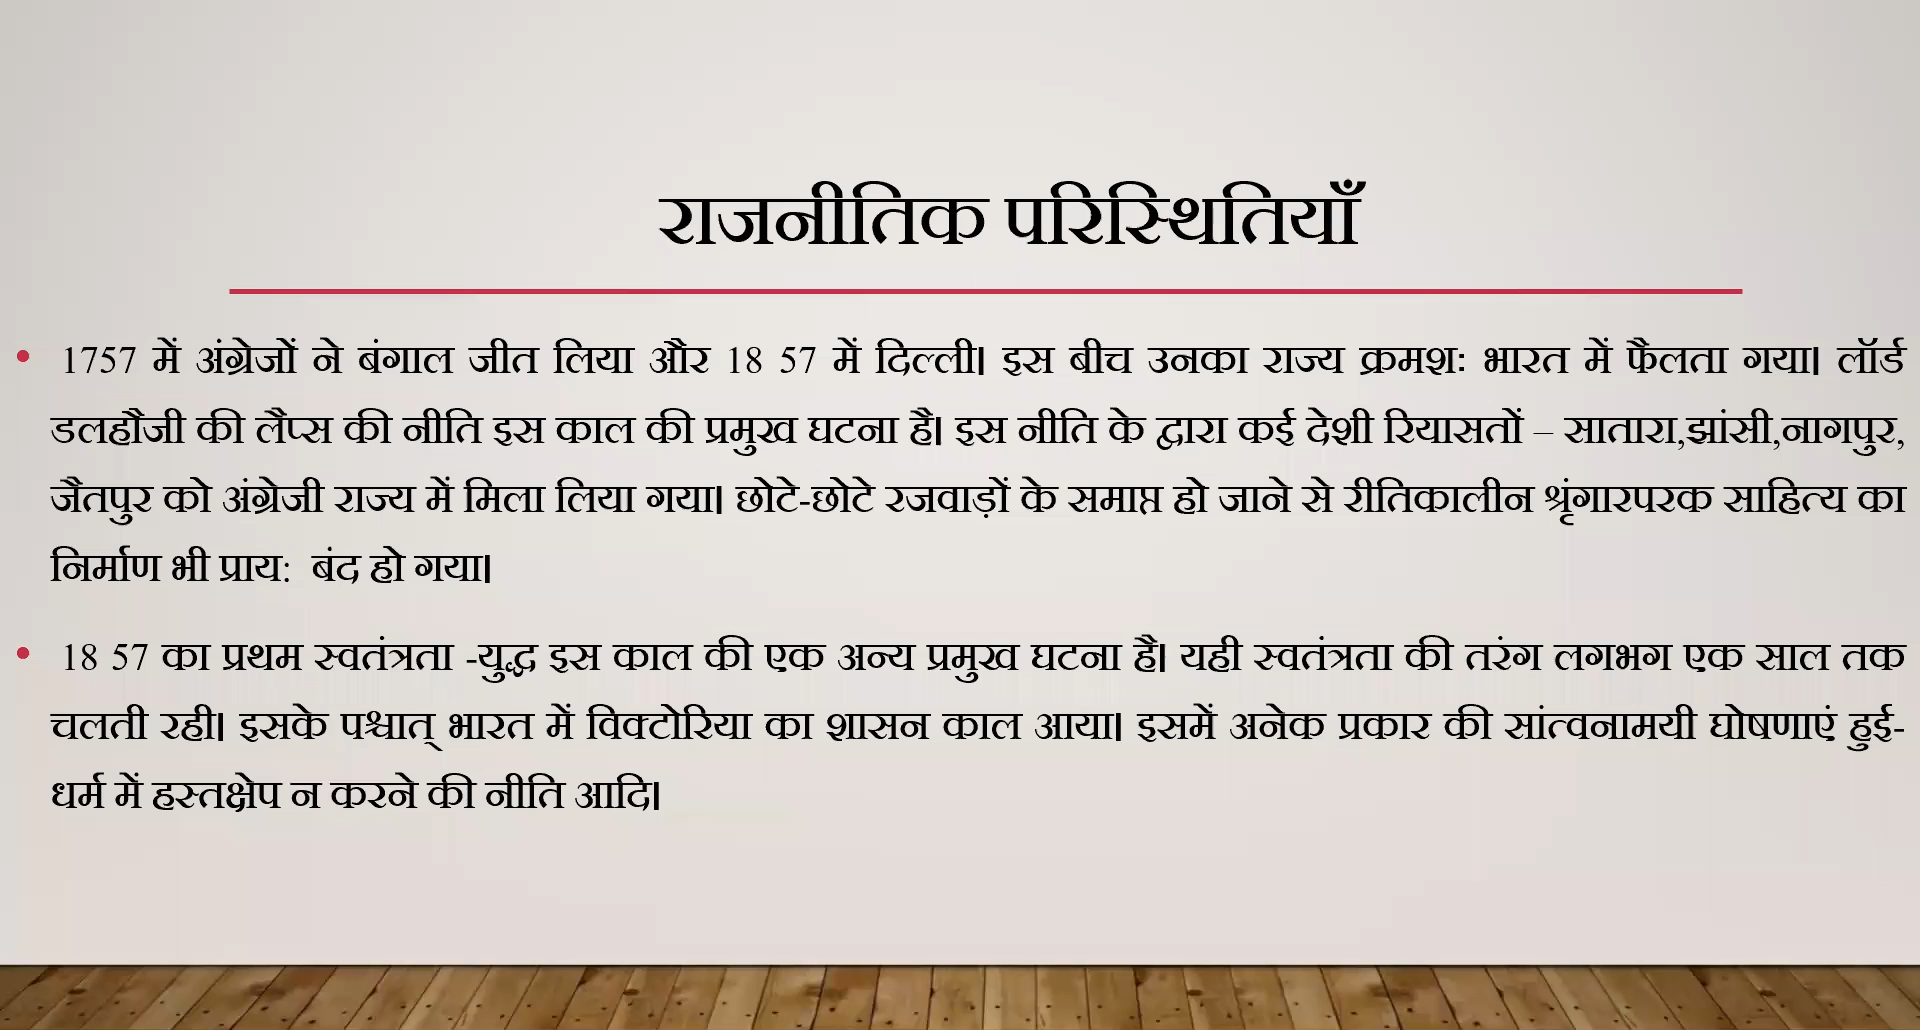 राजनीतिक परिस्थितियाँ
• 1757 में अंग्रेजों ने बंगाल जीत लिया और 18 57 में दिल्ली। इस बीच उनका राज्य क्रमशः भारत में फैलता गया। लॉर्ड
डलहौजी की लैप्स की नीति इस काल की प्रमुख घटना है। इस नीति के द्वारा कई देशी रियासतों – सातारा,झांसी,नागपुर,
जैतपुर को अंग्रेजी राज्य में मिला लिया गया। छोटे-छोटे रजवाड़ों के समाप्त हो जाने से रीतिकालीन श्रृंगारपरक साहित्य का
निर्माण भी प्राय: बंद हो गया।
• 18 57 का प्रथम स्वतंत्रता -युद्ध इस काल की एक अन्य प्रमुख घटना है। यही स्वतंत्रता की तरंग लगभग एक साल तक
चलती रही। इसके पश्चात् भारत में विक्टोरिया का शासन काल आया। इसमें अनेक प्रकार की सांत्वनामयी घोषणाएं हुई-
धर्म में हस्तक्षेप न करने की नीति आदि।